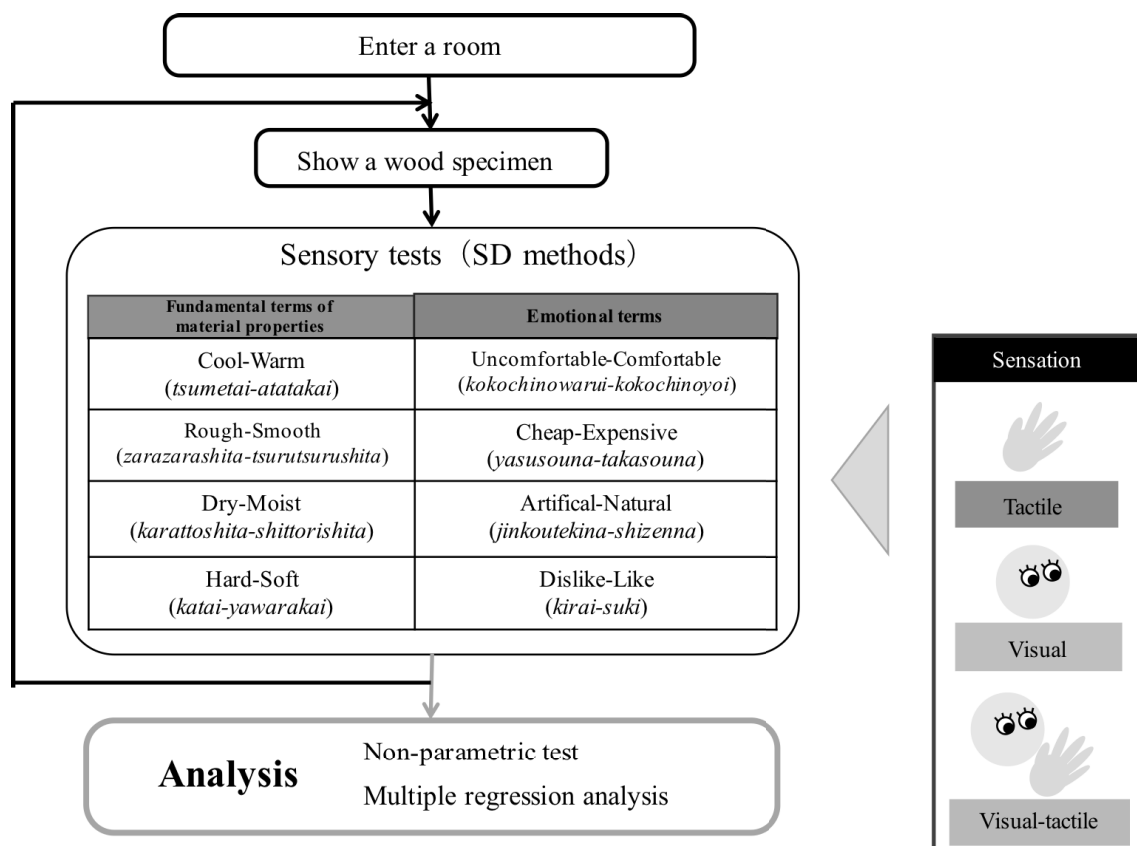 Enter a room
Show a wood specimen
Sensory tests（SD methods）
Fundamental terms of
material properties
Emotional terms
Cool-Warm
(tsumetai-atatakai)
Uncomfortable-Comfortable
(kokochinowarui-kokochinoyoi)
Rough-Smooth
(zarazarashita-tsurutsurushita)
Cheap-Expensive
(yasusouna-takasouna)
Dry-Moist
(karattoshita-shittorishita)
Artifical-Natural
(jinkoutekina-shizenna)
Hard-Soft
(katai-yawarakai)
Dislike-Like
(kirai-suki)
Analysis
Non-parametric test
Multiple regression analysis
Sensation
Tactile
Visual
Visual-tactile